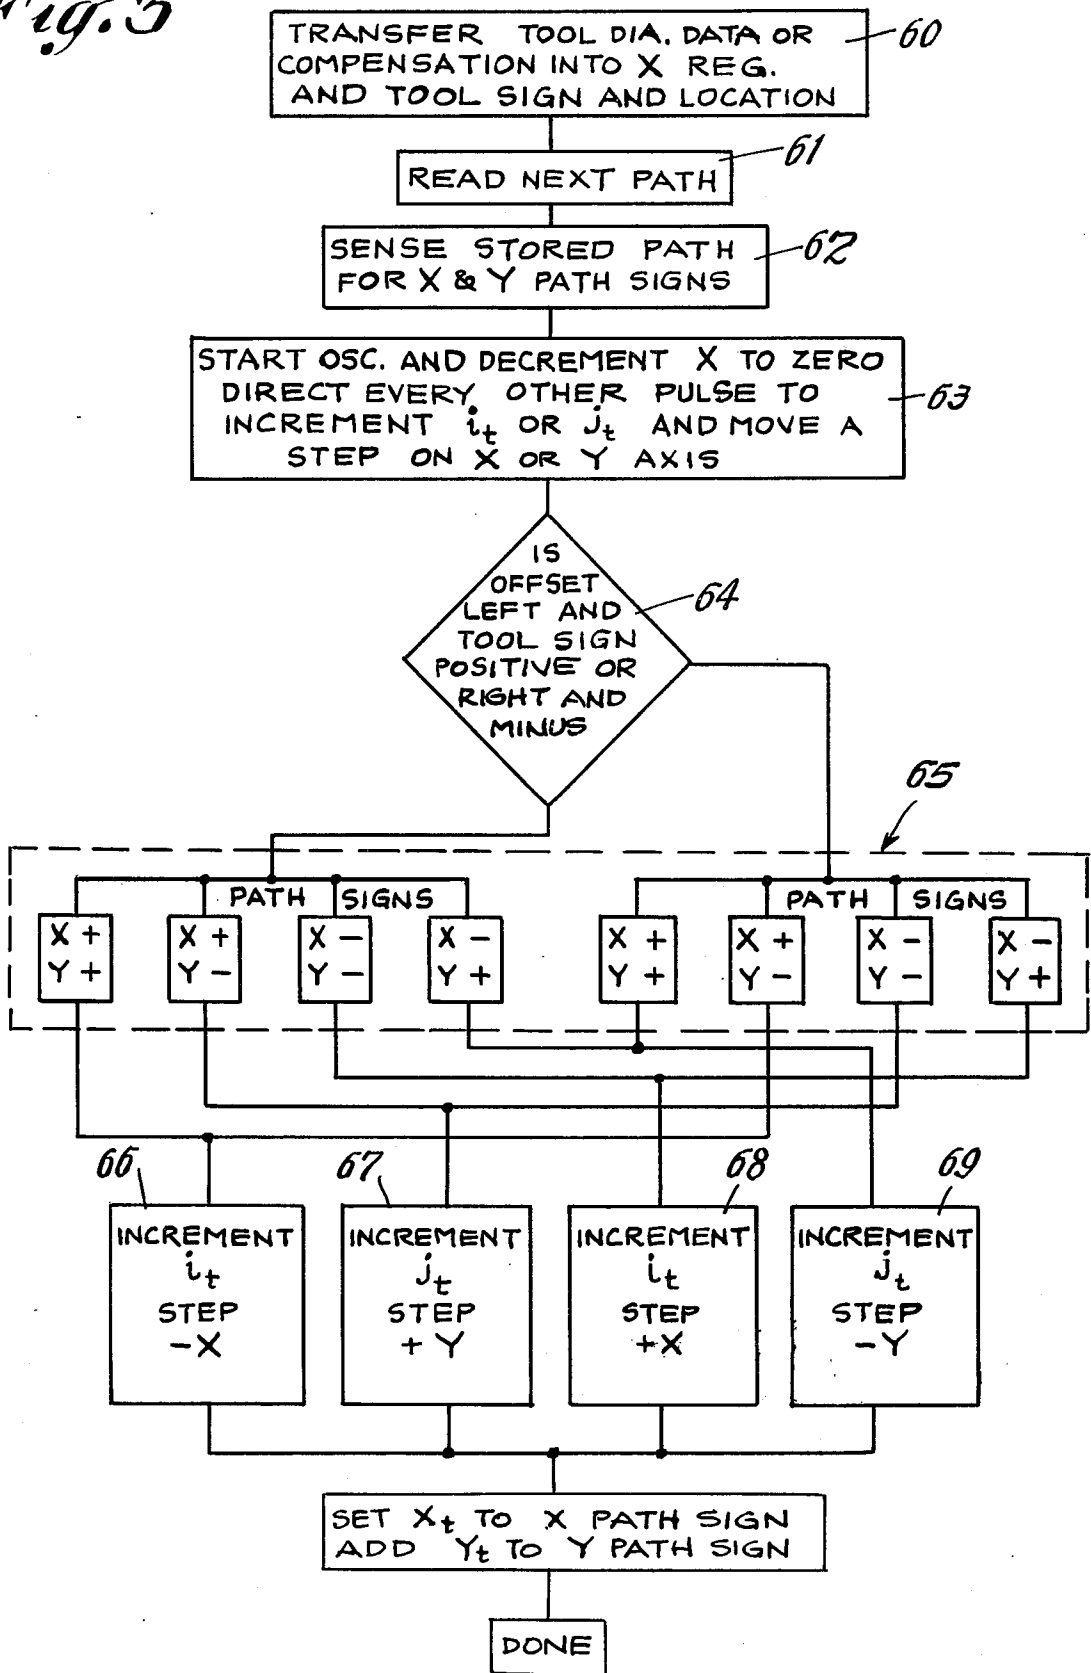 Fig. 5
TRANSFER TOOL DIA. DATA OR
COMPENSATION INTO X REG.
AND TOOL SIGN AND LOCATION
60
READ NEXT PATH
61
SENSE STORED PATH
FOR X & Y PATH SIGNS
62
START OSC. AND DECREMENT X TO ZERO
DIRECT EVERY OTHER PULSE TO
INCREMENT it OR jt AND MOVE A
STEP ON X OR Y AXIS
63
IS
OFFSET
LEFT AND
TOOL SIGN
POSITIVE OR
RIGHT AND
MINUS
64
65
PATH SIGNS
X +
Y +
X +
Y -
X -
Y -
X -
Y +
PATH SIGNS
X +
Y +
X +
Y -
X -
Y -
X -
Y +
66
INCREMENT
it
STEP
-X
67
INCREMENT
jt
STEP
+ Y
68
INCREMENT
it
STEP
+X
69
INCREMENT
jt
STEP
-Y
SET Xt TO X PATH SIGN
ADD Yt TO Y PATH SIGN
DONE